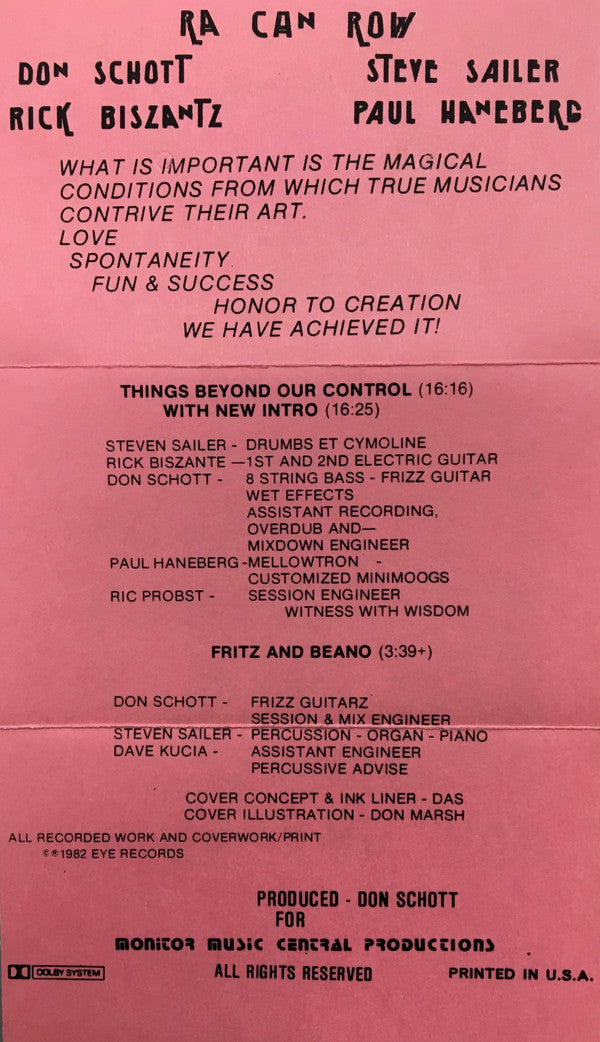 RA CAN ROW
DON SCHOTT STEVE SAILER
RICK BISZANTZ PAUL HANEBERG
WHAT IS IMPORTANT IS THE MAGICAL
CONDITIONS FROM WHICH TRUE MUSICIANS
CONTRIVE THEIR ART.
LOVE
SPONTANEITY
FUN & SUCCESS
HONOR TO CREATION
WE HAVE ACHIEVED IT!
THINGS BEYOND OUR CONTROL (16:16)
WITH NEW INTRO (16:25)
STEVEN SAILER - DRUMBS ET CYMOLINE
RICK BISZANTE —1ST AND 2ND ELECTRIC GUITAR
DON SCHOTT - 8 STRING BASS - FRIZZ GUITAR
WET EFFECTS
ASSISTANT RECORDING,
OVERDUB AND—
MIXDOWN ENGINEER
PAUL HANEBERG -MELLOWTRON -
CUSTOMIZED MINIMOOGS
RIC PROBST - SESSION ENGINEER
WITNESS WITH WISDOM
FRITZ AND BEANO (3:39+)
DON SCHOTT - FRIZZ GUITARZ
SESSION & MIX ENGINEER
STEVEN SAILER - PERCUSSION - ORGAN - PIANO
DAVE KUCIA - ASSISTANT ENGINEER
PERCUSSIVE ADVISE
COVER CONCEPT & INK LINER - DAS
COVER ILLUSTRATION - DON MARSH
ALL RECORDED WORK AND COVERWORK/PRINT
©℗1982 EYE RECORDS
PRODUCED - DON SCHOTT
FOR
MONITOR MUSIC CENTRAL PRODUCTIONS
DOLBY SYSTEM ALL RIGHTS RESERVED PRINTED IN U.S.A.